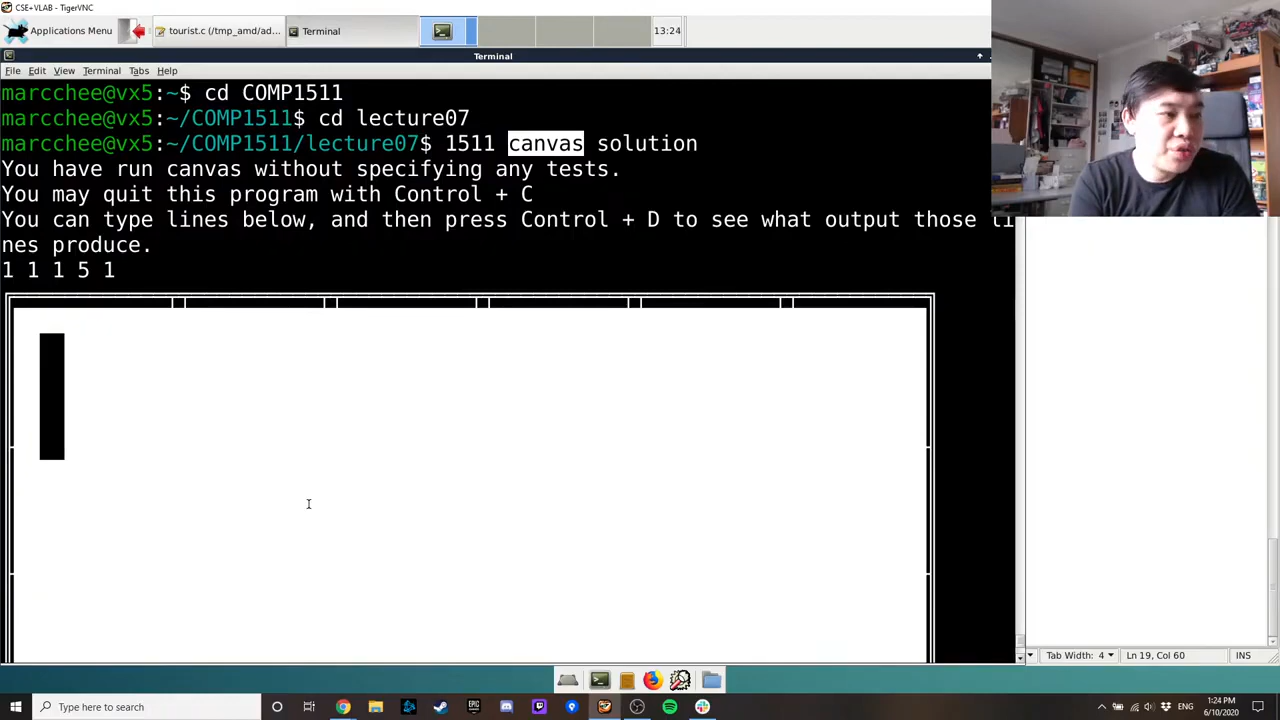 CSE+VLAB - TigerVNC
Applications Menu
tourist.c (/tmp_amd/ad...
Terminal
13:24
Terminal
File Edit View Terminal Tabs Help
marcchee@vx5:~$ cd COMP1511
marcchee@vx5:~/COMP1511$ cd lecture07
marcchee@vx5:~/COMP1511/lecture07$ 1511 canvas solution
You have run canvas without specifying any tests.
You may quit this program with Control + C
You can type lines below, and then press Control + D to see what output those li
nes produce.
1 1 1 5 1
Tab Width: 4 Ln 19, Col 60 INS
Type here to search
EPIC
ENG
1:24 PM
6/10/2020